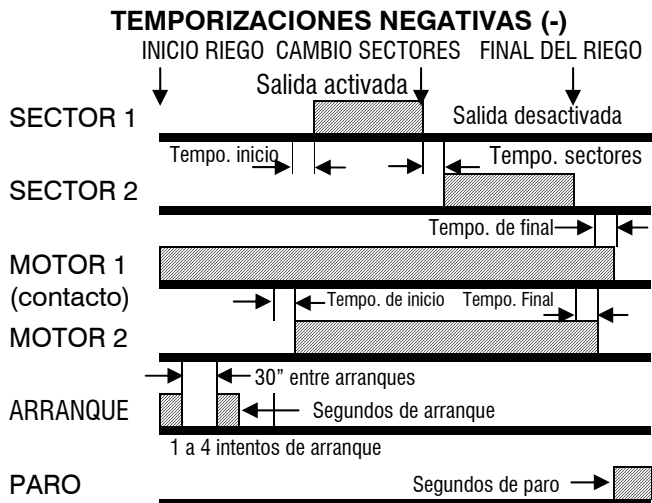 TEMPORIZACIONES NEGATIVAS (-)
INICIO RIEGO CAMBIO SECTORES FINAL DEL RIEGO
Salida activada
SECTOR 1
Salida desactivada
Tempo. inicio
Tempo. sectores
SECTOR 2
Tempo. de final
MOTOR 1
(contacto)
Tempo. de inicio Tempo. Final
MOTOR 2
30” entre arranques
ARRANQUE
Segundos de arranque
1 a 4 intentos de arranque
PARO
Segundos de paro